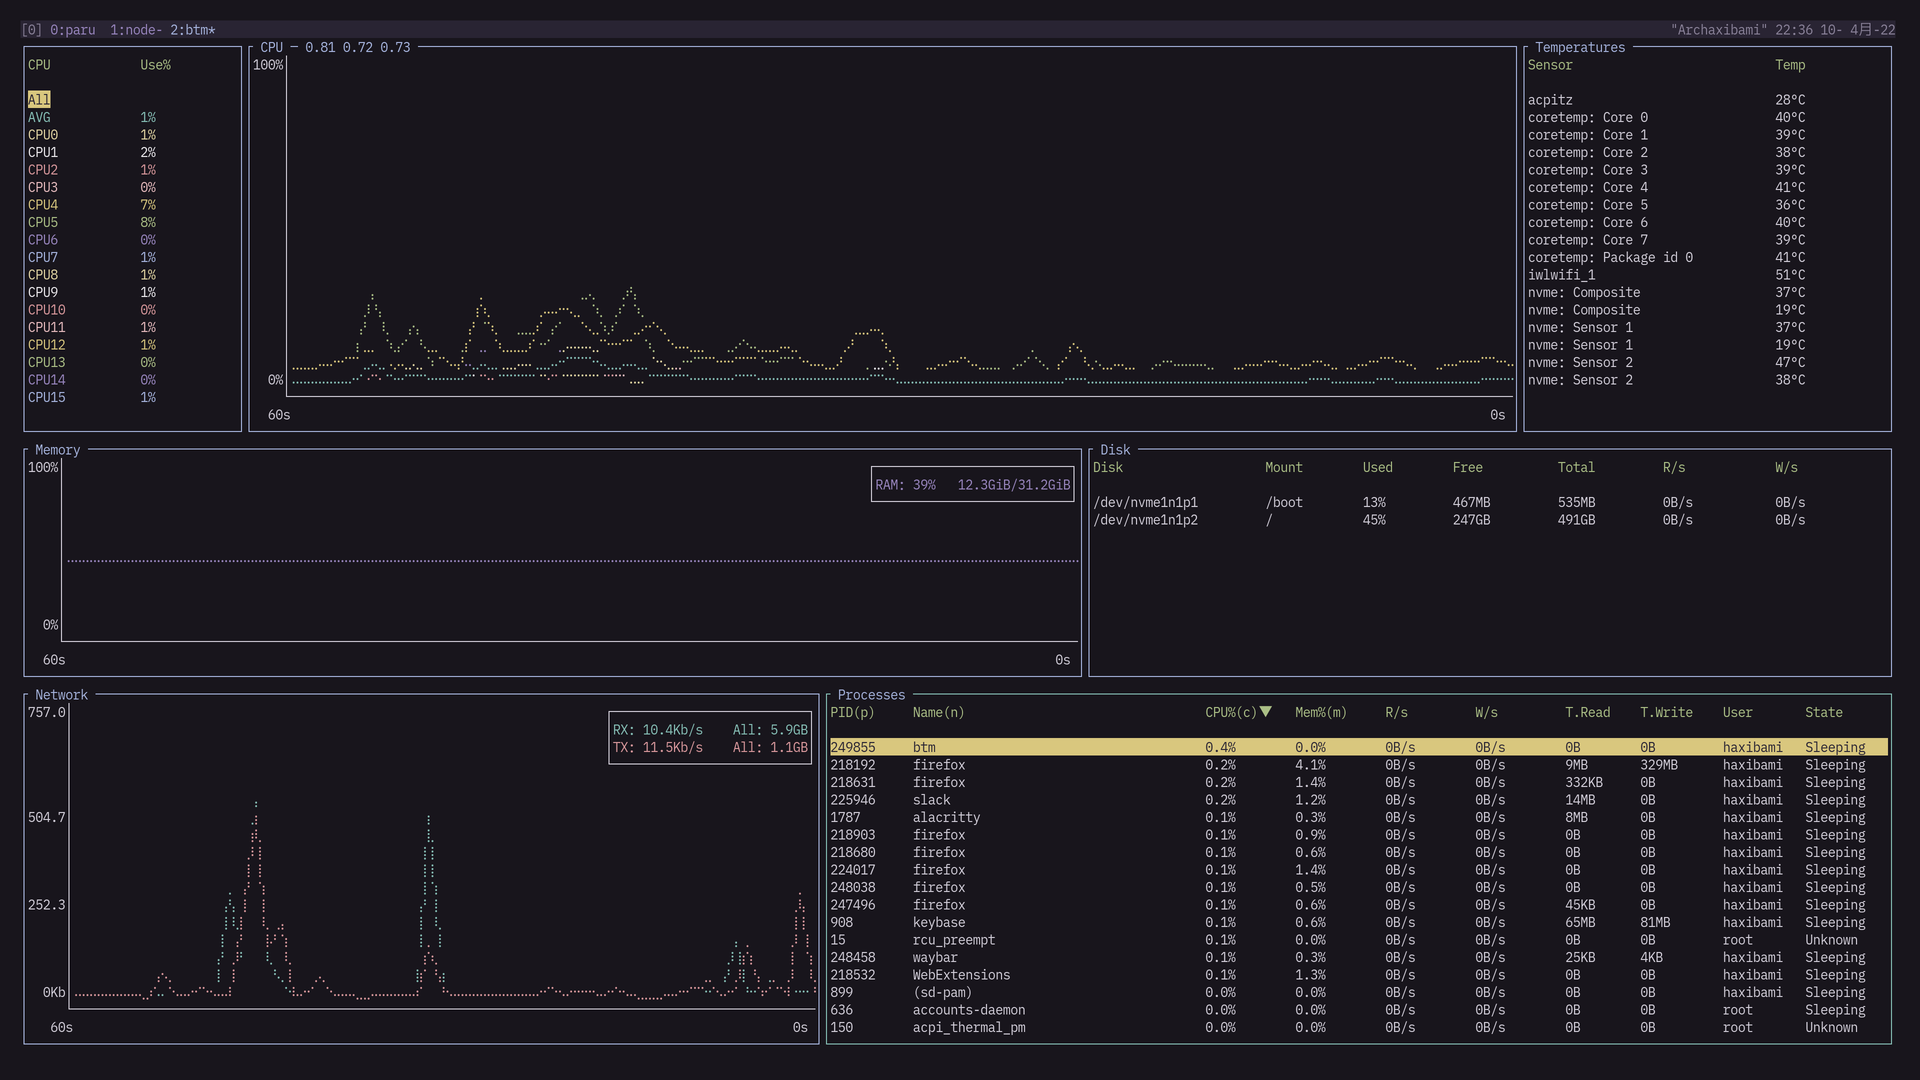 [0] 0:paru  1:node- 2:btm*    "Archaxibami" 22:36 10- 4月-22
CPU ─ 0.81 0.72 0.73
CPU    Use%
All
AVG    1%
CPU0    1%
CPU1    2%
CPU2    1%
CPU3    0%
CPU4    7%
CPU5    8%
CPU6    0%
CPU7    1%
CPU8    1%
CPU9    1%
CPU10    0%
CPU11    1%
CPU12    1%
CPU13    0%
CPU14    0%
CPU15    1%
100%
0%
60s    0s
Temperatures
Sensor    Temp
acpitz    28°C
coretemp: Core 0    40°C
coretemp: Core 1    39°C
coretemp: Core 2    38°C
coretemp: Core 3    39°C
coretemp: Core 4    41°C
coretemp: Core 5    36°C
coretemp: Core 6    40°C
coretemp: Core 7    39°C
coretemp: Package id 0    41°C
iwlwifi_1    51°C
nvme: Composite    37°C
nvme: Composite    19°C
nvme: Sensor 1    37°C
nvme: Sensor 1    19°C
nvme: Sensor 2    47°C
nvme: Sensor 2    38°C
Memory
100%
RAM: 39%   12.3GiB/31.2GiB
0%
60s    0s
Disk
Disk    Mount    Used    Free    Total    R/s    W/s
/dev/nvme1n1p1    /boot    13%    467MB    535MB    0B/s    0B/s
/dev/nvme1n1p2    /    45%    247GB    491GB    0B/s    0B/s
Network
757.0
RX: 10.4Kb/s    All: 5.9GB
TX: 11.5Kb/s    All: 1.1GB
504.7
252.3
0Kb
60s    0s
Processes
PID(p)    Name(n)    CPU%(c)▼    Mem%(m)    R/s    W/s    T.Read    T.Write    User    State
249855    btm    0.4%    0.0%    0B/s    0B/s    0B    0B    haxibami    Sleeping
218192    firefox    0.2%    4.1%    0B/s    0B/s    9MB    329MB    haxibami    Sleeping
218631    firefox    0.2%    1.4%    0B/s    0B/s    332KB    0B    haxibami    Sleeping
225946    slack    0.2%    1.2%    0B/s    0B/s    14MB    0B    haxibami    Sleeping
1787    alacritty    0.1%    0.3%    0B/s    0B/s    8MB    0B    haxibami    Sleeping
218903    firefox    0.1%    0.9%    0B/s    0B/s    0B    0B    haxibami    Sleeping
218680    firefox    0.1%    0.6%    0B/s    0B/s    0B    0B    haxibami    Sleeping
224017    firefox    0.1%    1.4%    0B/s    0B/s    0B    0B    haxibami    Sleeping
248038    firefox    0.1%    0.5%    0B/s    0B/s    0B    0B    haxibami    Sleeping
247496    firefox    0.1%    0.6%    0B/s    0B/s    45KB    0B    haxibami    Sleeping
908    keybase    0.1%    0.6%    0B/s    0B/s    65MB    81MB    haxibami    Sleeping
15    rcu_preempt    0.1%    0.0%    0B/s    0B/s    0B    0B    root    Unknown
248458    waybar    0.1%    0.3%    0B/s    0B/s    25KB    4KB    haxibami    Sleeping
218532    WebExtensions    0.1%    1.3%    0B/s    0B/s    0B    0B    haxibami    Sleeping
899    (sd-pam)    0.0%    0.0%    0B/s    0B/s    0B    0B    haxibami    Sleeping
636    accounts-daemon    0.0%    0.0%    0B/s    0B/s    0B    0B    root    Sleeping
150    acpi_thermal_pm    0.0%    0.0%    0B/s    0B/s    0B    0B    root    Unknown